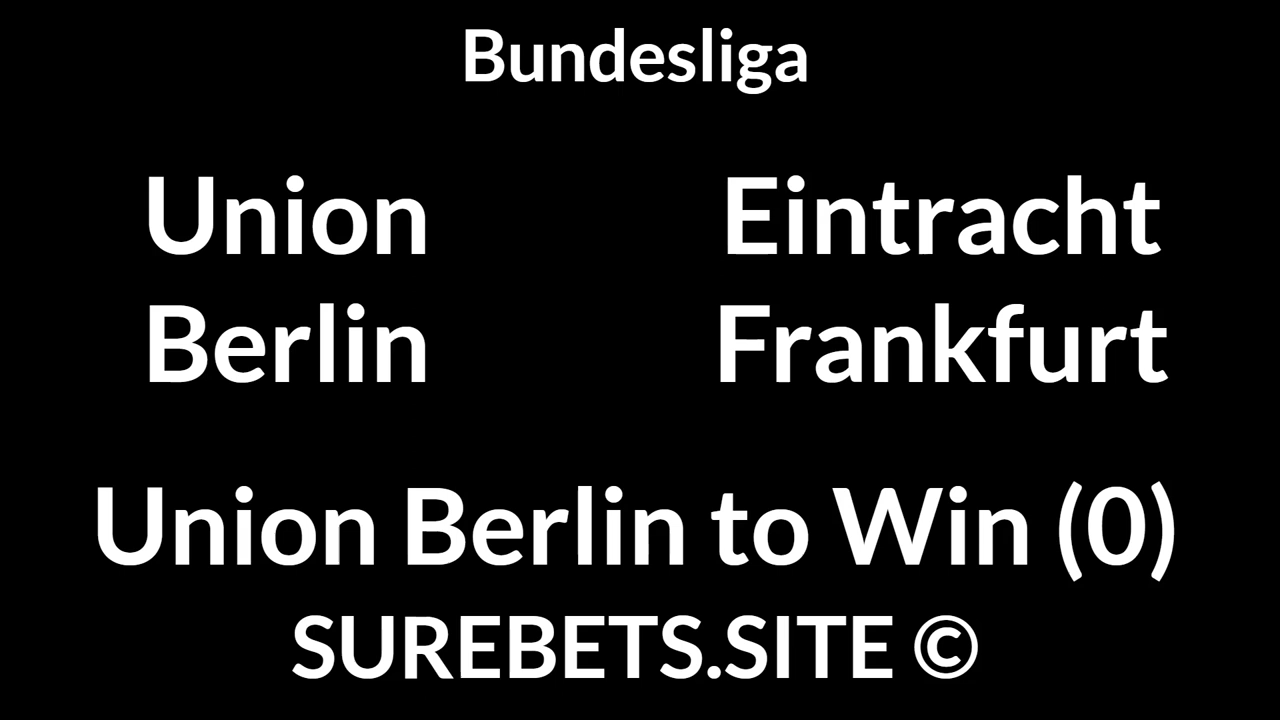 Bundesliga
Union Eintracht
Berlin Frankfurt
Union Berlin to Win (0)
SUREBETS.SITE ©